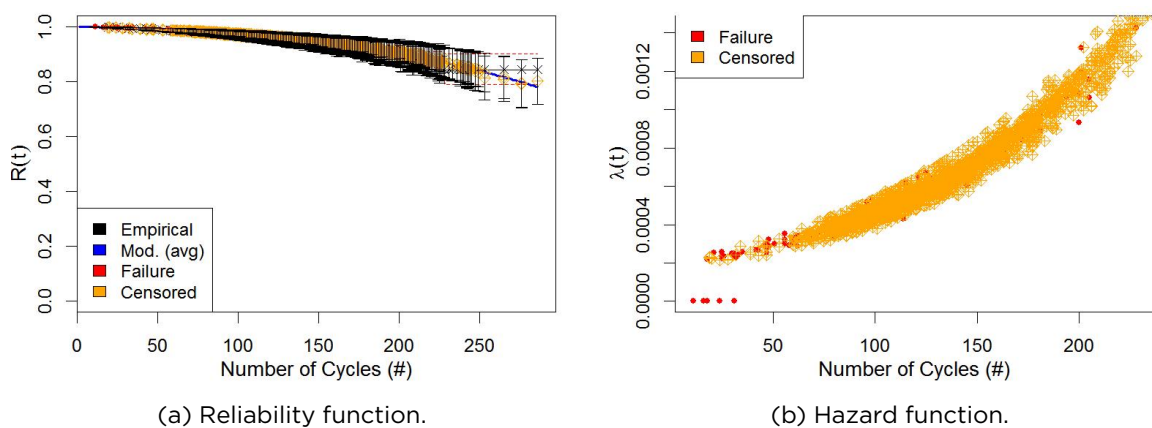 R(t)
1.0
0.8
0.6
0.4
0.2
0.0
Empirical
Mod. (avg)
Failure
Censored
0 50 100 150 200 250
Number of Cycles (#)
(a) Reliability function.
λ(t)
0.0012
0.0008
0.0004
0.0000
Failure
Censored
50 100 150 200
Number of Cycles (#)
(b) Hazard function.